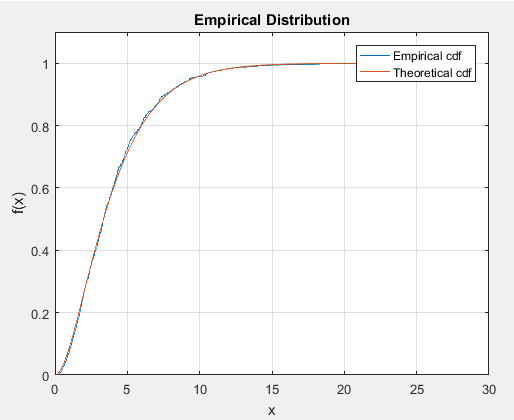 Empirical Distribution
Empirical cdf
Theoretical cdf
1
0.8
0.6
0.4
0.2
0
f(x)
0 5 10 15 20 25 30
x